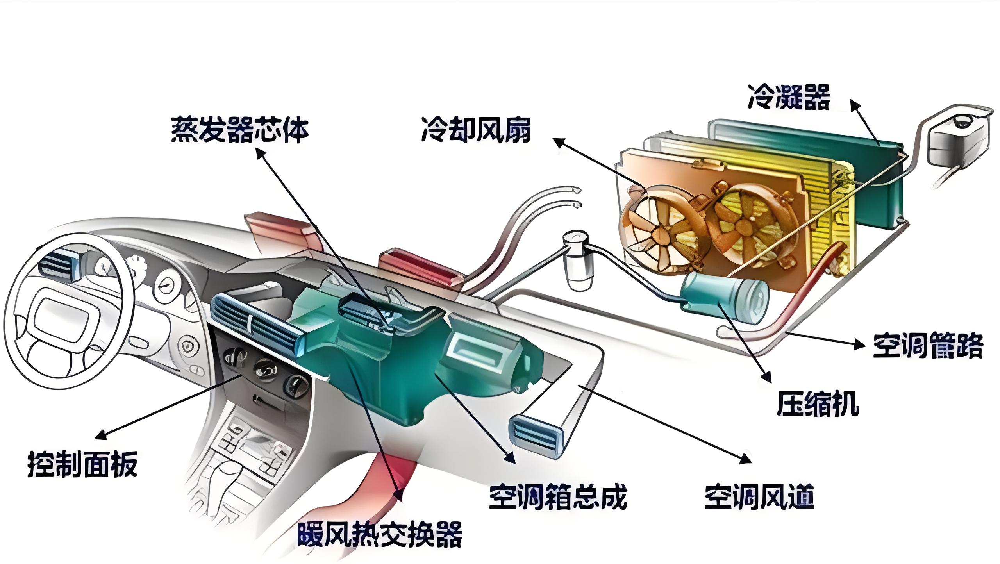 冷凝器
蒸发器芯体
冷却风扇
空调管路
压缩机
控制面板
空调箱总成
空调风道
暖风热交换器